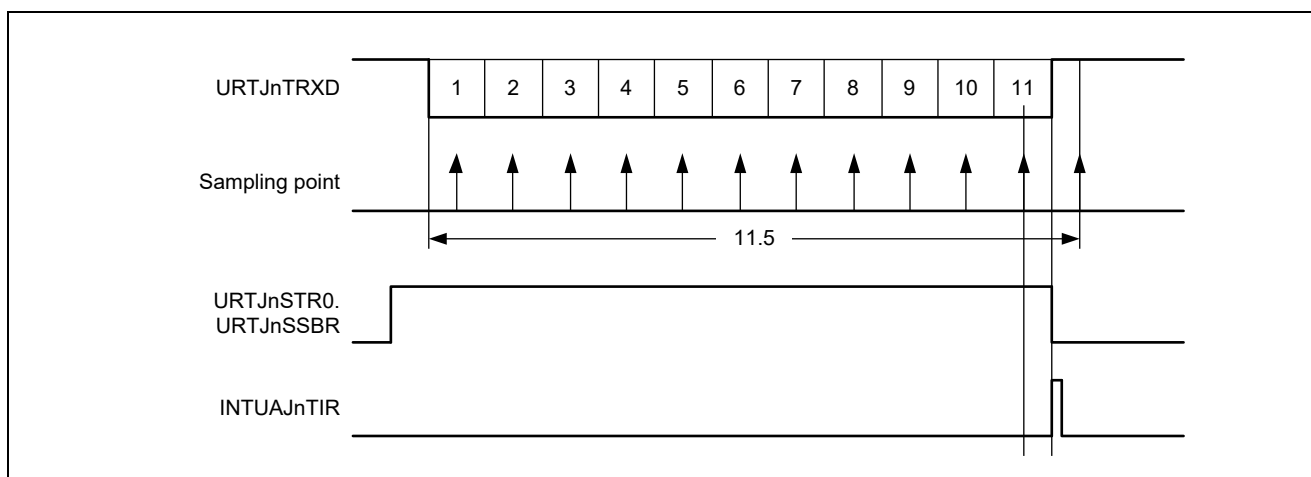 URTJnTRXD
1 2 3 4 5 6 7 8 9 10 11
Sampling point
11.5
URTJnSTR0.
URTJnSSBR
INTUAJnTIR